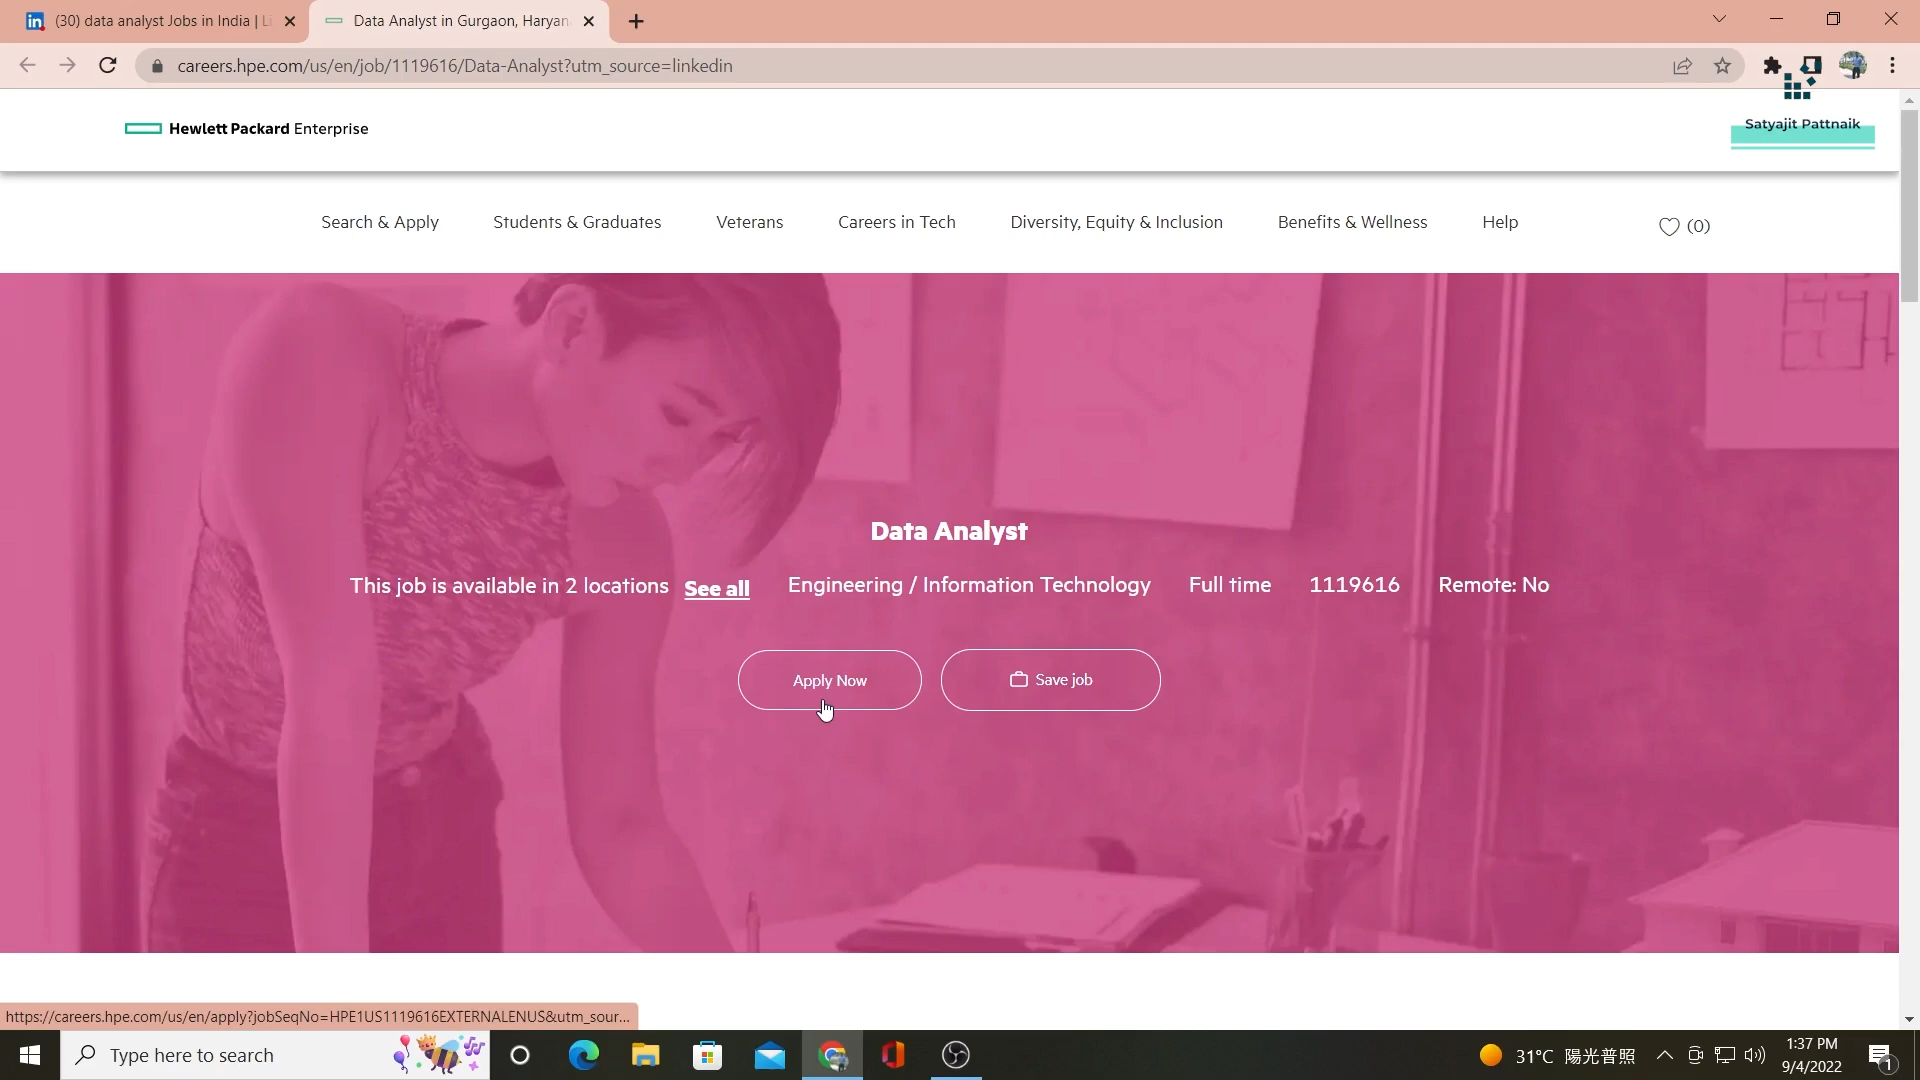 (30) data analyst Jobs in India | Li
Data Analyst in Gurgaon, Haryan
careers.hpe.com/us/en/job/1119616/Data-Analyst?utm_source=linkedin
Hewlett Packard Enterprise
Satyajit Pattnaik
Search & Apply
Students & Graduates
Veterans
Careers in Tech
Diversity, Equity & Inclusion
Benefits & Wellness
Help
(0)
Data Analyst
This job is available in 2 locations See all Engineering / Information Technology Full time 1119616 Remote: No
Apply Now
Save job
https://careers.hpe.com/us/en/apply?jobSeqNo=HPE1US1119616EXTERNALENUS&utm_sour...
Type here to search
31°C 陽光普照
1:37 PM
9/4/2022
1